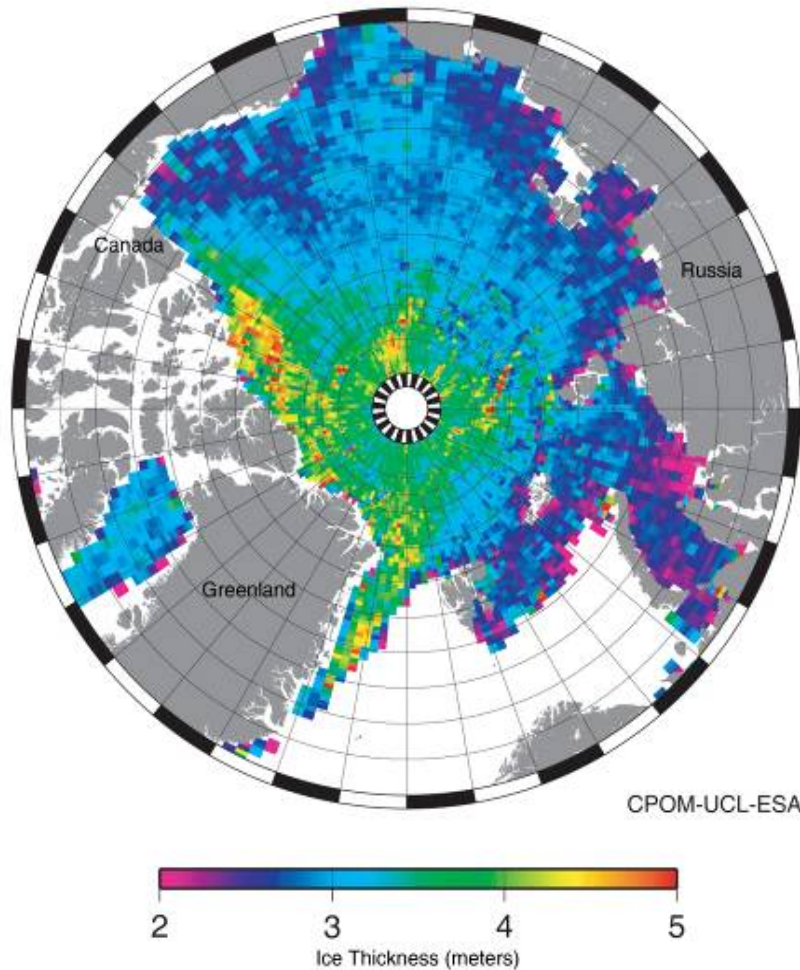 Canada
Russia
Greenland
CPOM-UCL-ESA
2 3 4 5
Ice Thickness (meters)